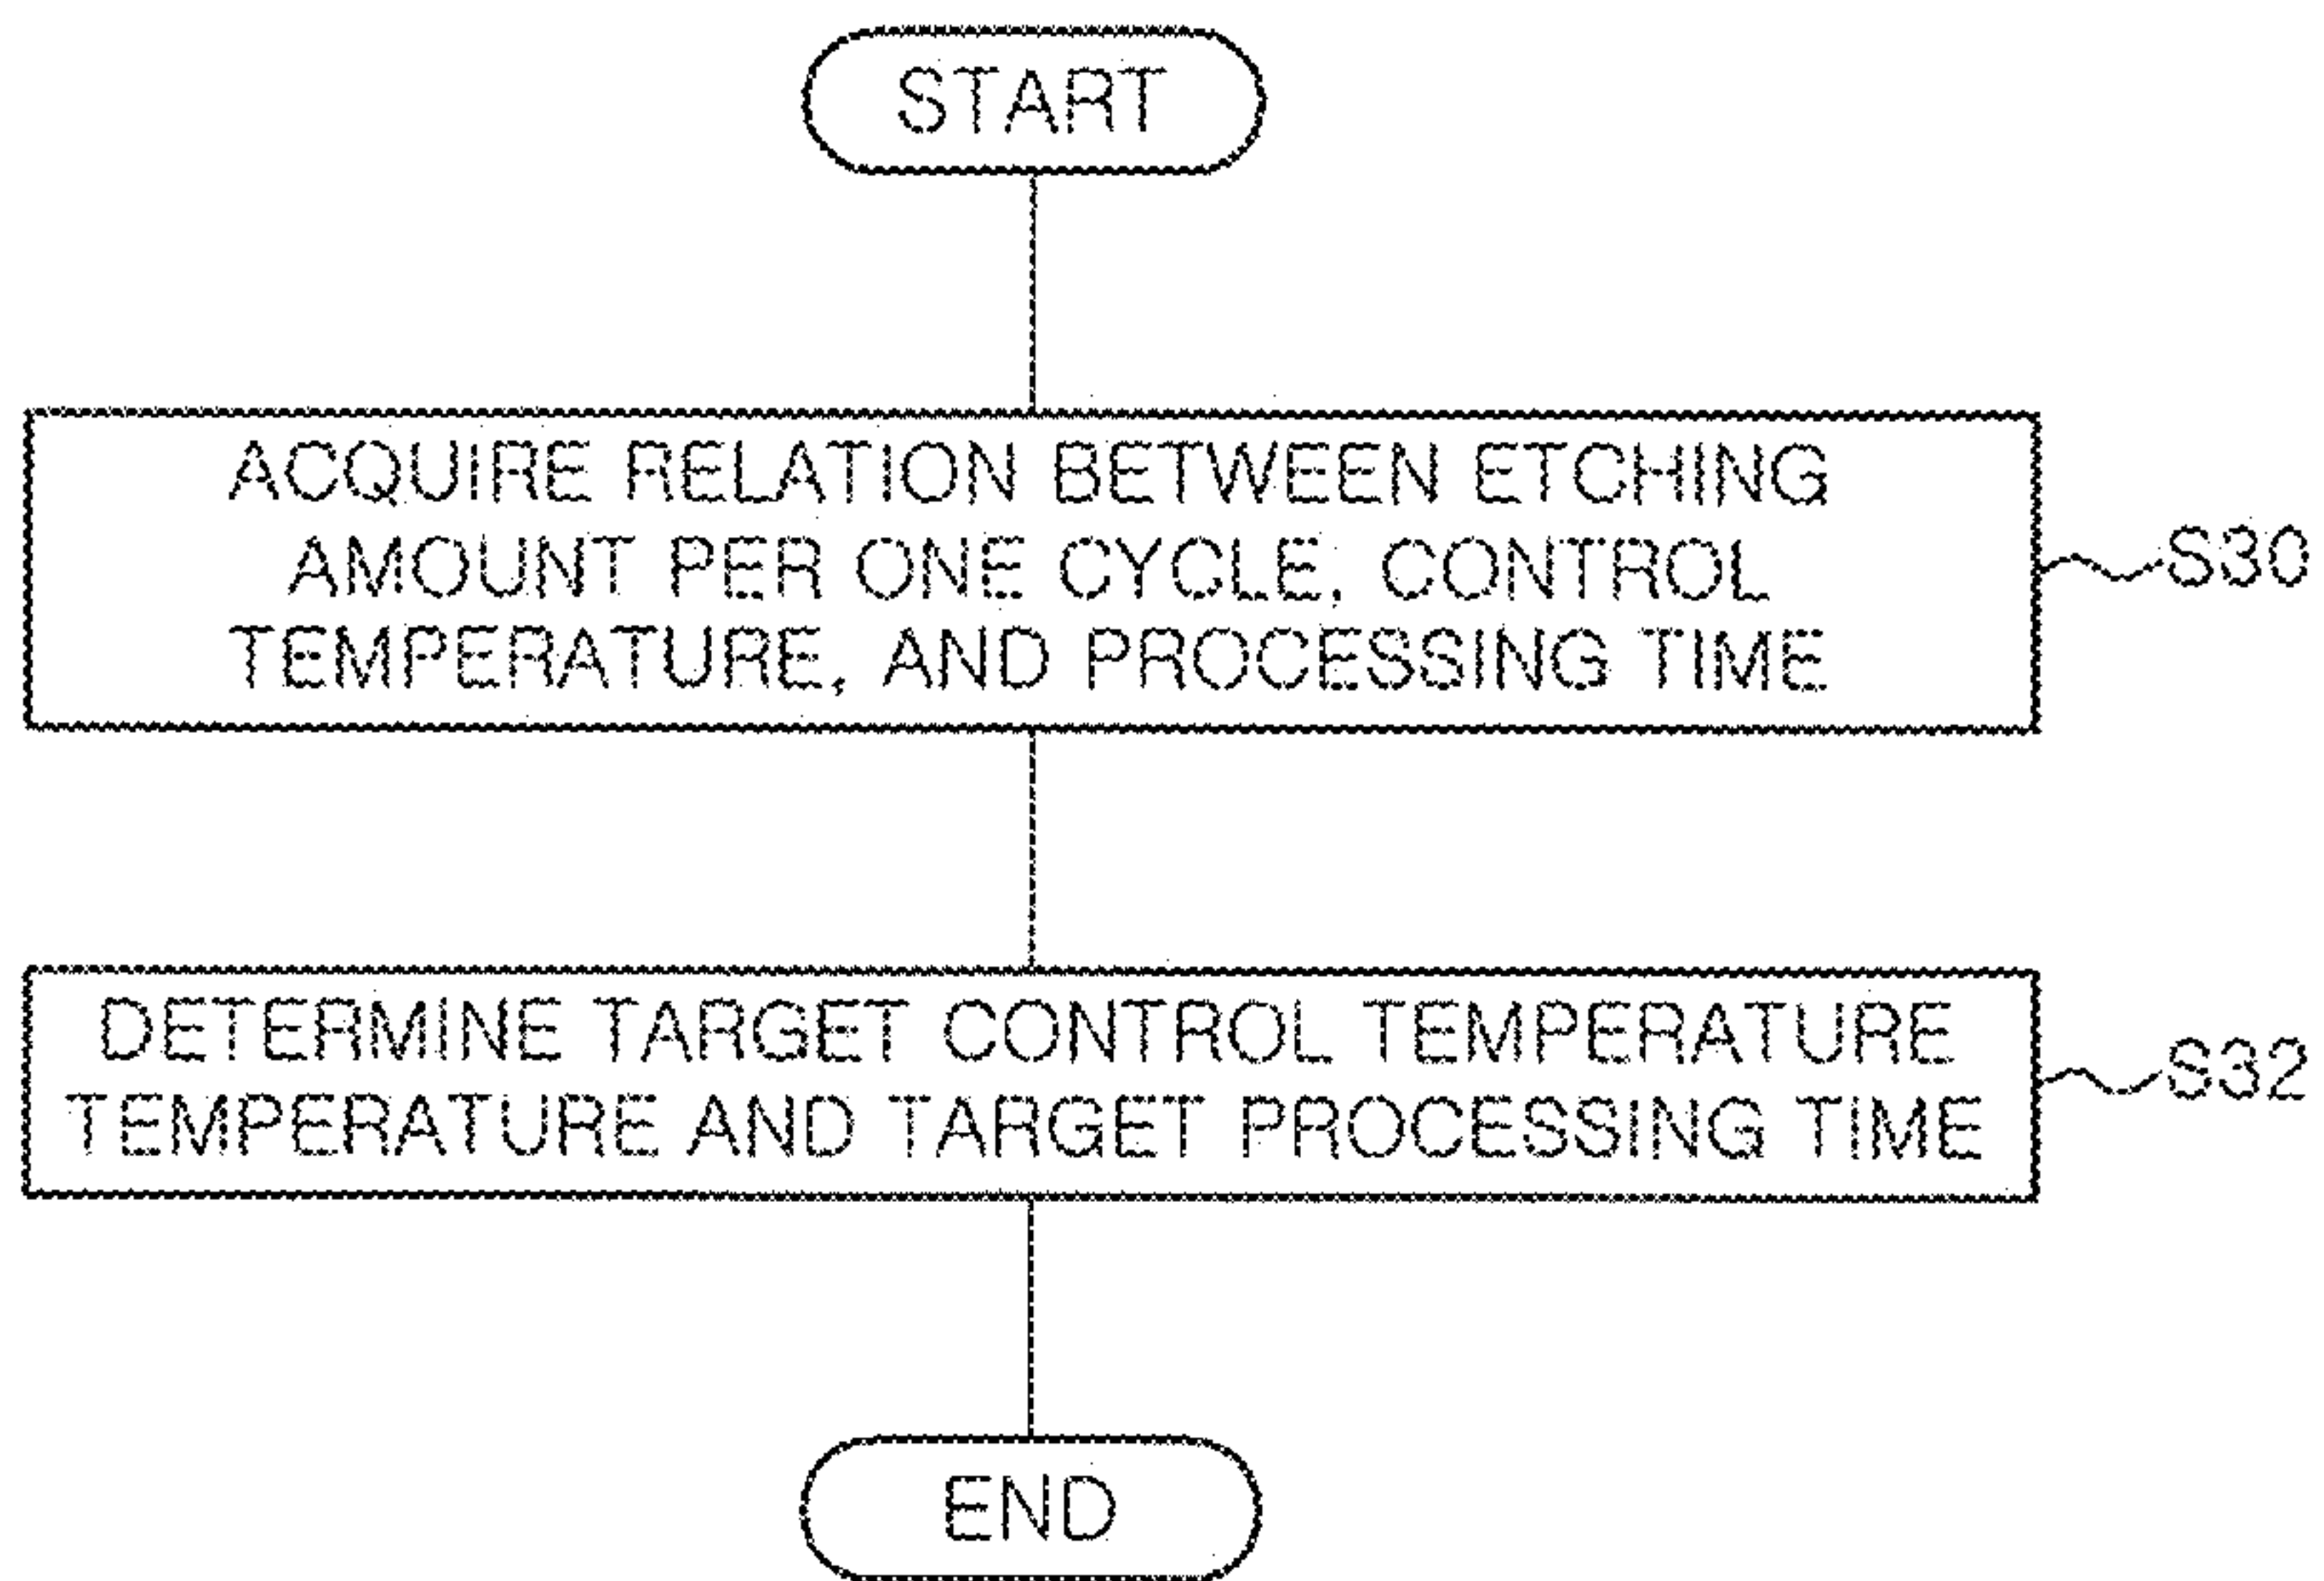 START
ACQUIRE RELATION BETWEEN ETCHING
AMOUNT PER ONE CYCLE, CONTROL
TEMPERATURE, AND PROCESSING TIME
S30
DETERMINE TARGET CONTROL TEMPERATURE
TEMPERATURE AND TARGET PROCESSING TIME
S32
END